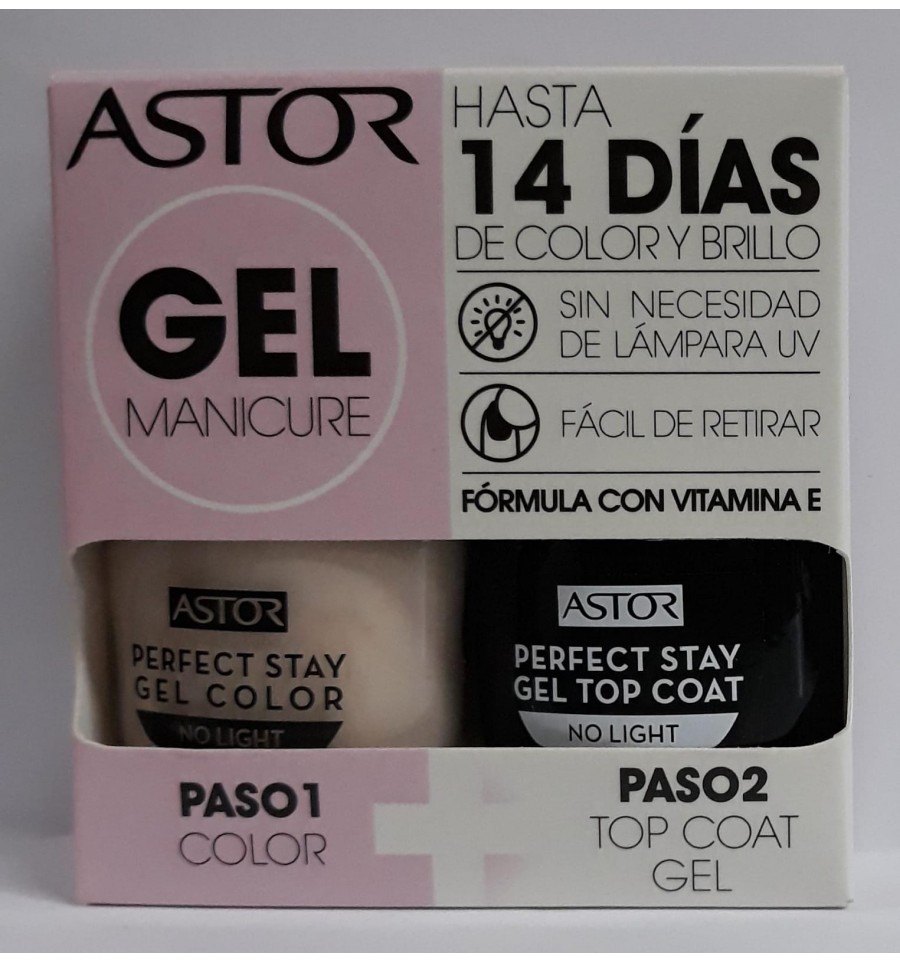 ASTOR
GEL
MANICURE
HASTA
14 DÍAS
DE COLOR Y BRILLO
SIN NECESIDAD
DE LÁMPARA UV
FÁCIL DE RETIRAR
FÓRMULA CON VITAMINA E
ASTOR
PERFECT STAY
GEL COLOR
NO LIGHT
ASTOR
PERFECT STAY
GEL TOP COAT
NO LIGHT
PASO1
COLOR
PASO2
TOP COAT
GEL